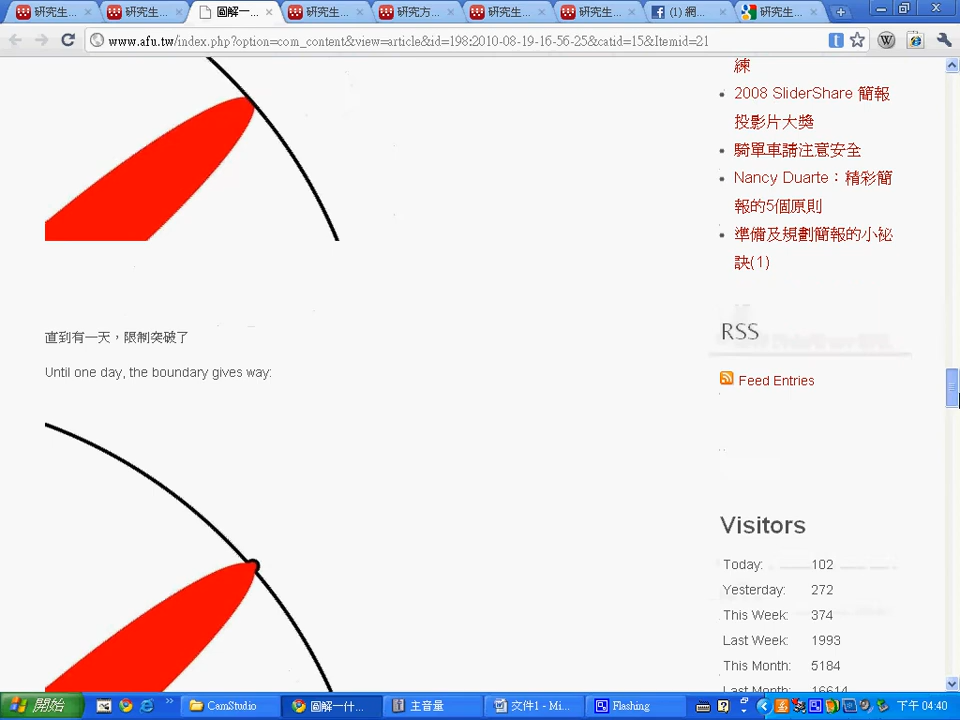 研究生...
研究生...
圖解一...
研究生...
研究方...
研究生...
研究生...
(1) 網...
研究生...
www.afu.tw/index.php?option=com_content&view=article&id=198:2010-08-19-16-56-25&catid=15&Itemid=21
練
2008 SliderShare 簡報
投影片大獎
騎單車請注意安全
Nancy Duarte：精彩簡
報的5個原則
準備及規劃簡報的小祕
訣(1)
直到有一天，限制突破了
Until one day, the boundary gives way:
RSS
Feed Entries
Visitors
Today: 102
Yesterday: 272
This Week: 374
Last Week: 1993
This Month: 5184
Last Month: 16614
開始
CamStudio
圖解一什...
主音量
文件1 - Mi...
Flashing
下午 04:40